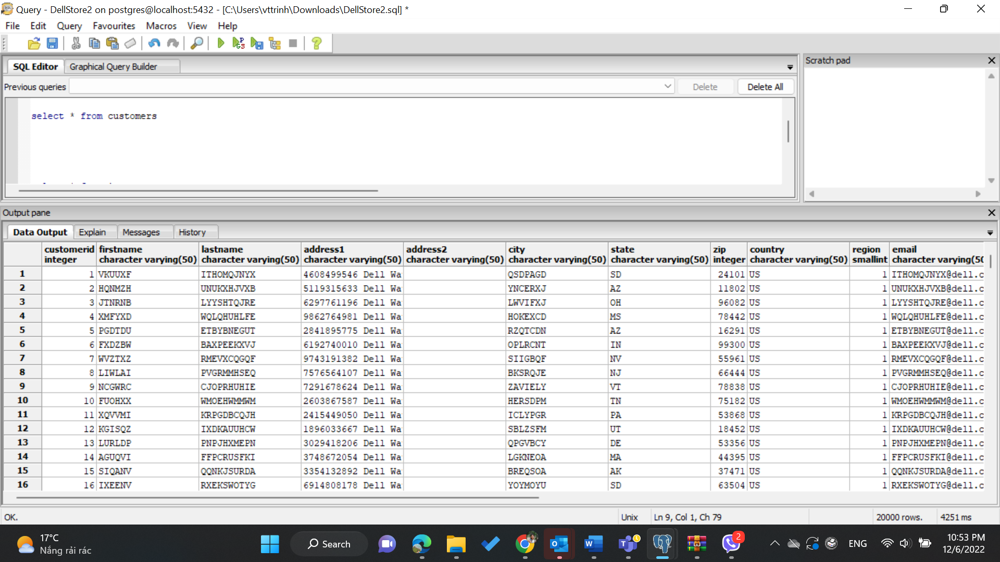 Query - DellStore2 on postgres@localhost:5432 - [C:\Users\vttrinh\Downloads\DellStore2.sql] *
File Edit Query Favourites Macros View Help
SQL Editor Graphical Query Builder
Scratch pad
Previous queries Delete Delete All
select * from customers
Output pane
Data Output Explain Messages History
customerid firstname lastname address1 address2 city state zip country region email
integer character varying(50) character varying(50) character varying(50) character varying(50) character varying(50) character varying(50) integer character varying(50) smallint character varying(50
1 1 VKUUXF ITHOMQJNYX 4608499546 Dell Wa QSDPAGD SD 24101 US 1 ITHOMQJNYX@dell.c
2 2 HQNMZH UNUKXHJVXB 5119315633 Dell Wa YNCERXJ AZ 11802 US 1 UNUKXHJVXB@dell.c
3 3 JTNRNB LYYSHTQJRE 6297761196 Dell Wa LWVIFXJ OH 96082 US 1 LYYSHTQJRE@dell.c
4 4 XMFYXD WQLQHUHLFE 9862764981 Dell Wa HOKEXCD MS 78442 US 1 WQLQHUHLFE@dell.c
5 5 PGDTDU ETBYBNEGUT 2841895775 Dell Wa RZQTCDN AZ 16291 US 1 ETBYBNEGUT@dell.c
6 6 FXDZBW BAXPEEKXVJ 6192740010 Dell Wa OPLRCNT IN 99300 US 1 BAXPEEKXVJ@dell.c
7 7 WVZTXZ RMEVXCQGQF 9743191382 Dell Wa SIIGBQF NV 55961 US 1 RMEVXCQGQF@dell.c
8 8 LIWLAI PVGRMMHSEQ 7576564107 Dell Wa BKSRQJE NJ 66444 US 1 PVGRMMHSEQ@dell.c
9 9 NCGWRC CJOPRHUHIE 7291678624 Dell Wa ZAVIELY VT 78838 US 1 CJOPRHUHIE@dell.c
10 10 FUOHXX WMOEHWMMWM 2603867587 Dell Wa HERSDPM TN 75182 US 1 WMOEHWMMWM@dell.c
11 11 XQVVMI KRPGDBCQJH 2415449050 Dell Wa ICLYPGR PA 53868 US 1 KRPGDBCQJH@dell.c
12 12 KGISQZ IXDKAUUHCW 1896033667 Dell Wa SBLZSFM UT 18452 US 1 IXDKAUUHCW@dell.c
13 13 LURLDP PNPJHXMEPN 3029418206 Dell Wa QPGVBCY DE 53356 US 1 PNPJHXMEPN@dell.c
14 14 AGUQVI FFPCRUSFKI 3748672054 Dell Wa LGKNEOA MA 44395 US 1 FFPCRUSFKI@dell.c
15 15 SIQANV QQNKJSURDA 3354132892 Dell Wa BREQSOA AK 37471 US 1 QQNKJSURDA@dell.c
16 16 IXEENV RXEKSWOTYG 6914808178 Dell Wa YOYMOYU SD 63504 US 1 RXEKSWOTYG@dell.c
OK. Unix Ln 9, Col 1, Ch 79 20000 rows. 4251 ms
17°C
Nắng rải rác
Search
2
ENG
10:53 PM
12/6/2022